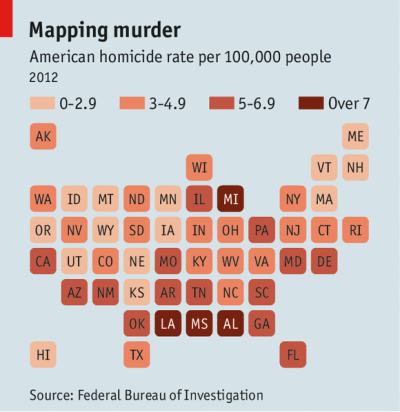 Mapping murder
American homicide rate per 100,000 people
2012
0-2.9 3-4.9 5-6.9 Over 7
AK ME
WI VT NH
WA ID MT ND MN IL MI NY MA
OR NV WY SD IA IN OH PA NJ CT RI
CA UT CO NE MO KY WV VA MD DE
AZ NM KS AR TN NC SC
OK LA MS AL GA
HI TX FL
Source: Federal Bureau of Investigation